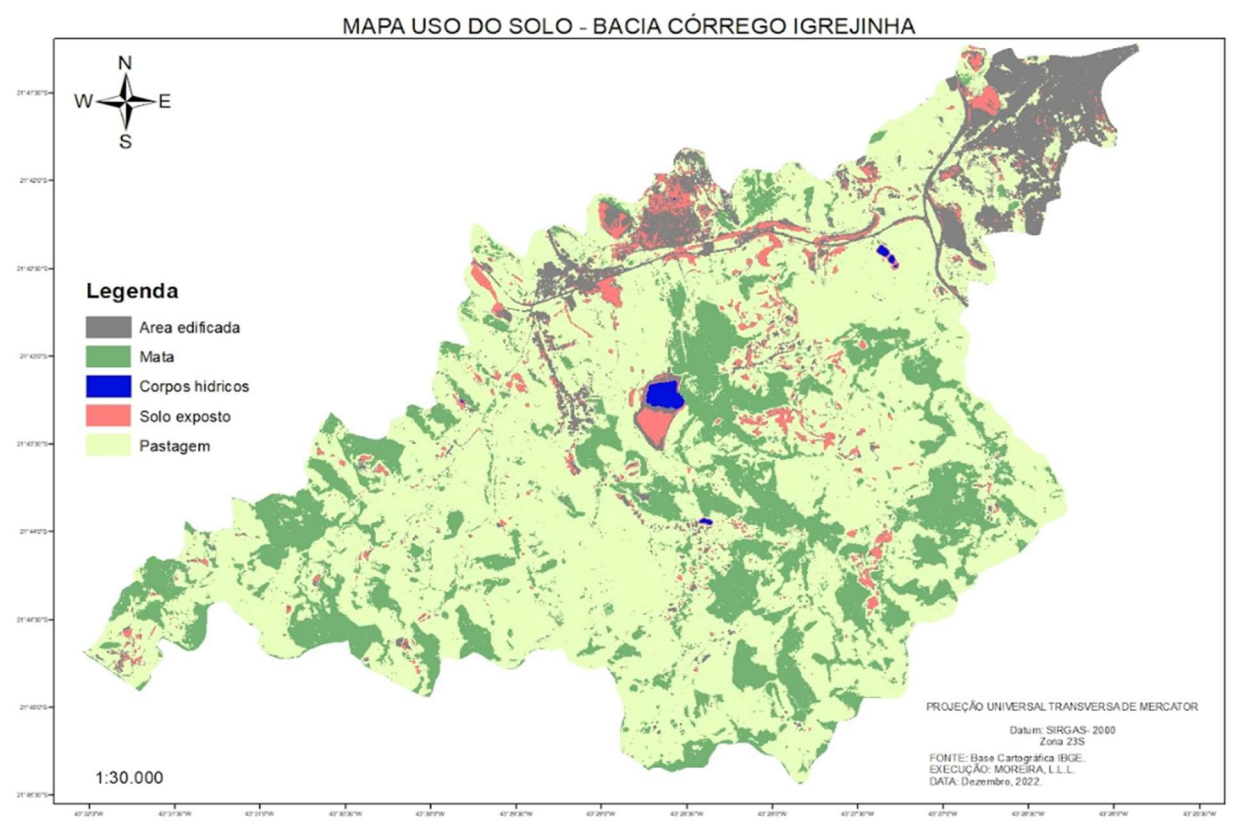 MAPA USO DO SOLO - BACIA CÓRREGO IGREJINHA
N
W E
S
Legenda
Area edificada
Mata
Corpos hidricos
Solo exposto
Pastagem
1:30.000
PROJEÇÃO UNIVERSAL TRANSVERSA DE MERCATOR
Datum: SIRGAS- 2000
Zona 23S
FONTE: Base Cartográfica IBGE.
EXECUÇÃO: MOREIRA, L.L.L.
DATA: Dezembro, 2022.